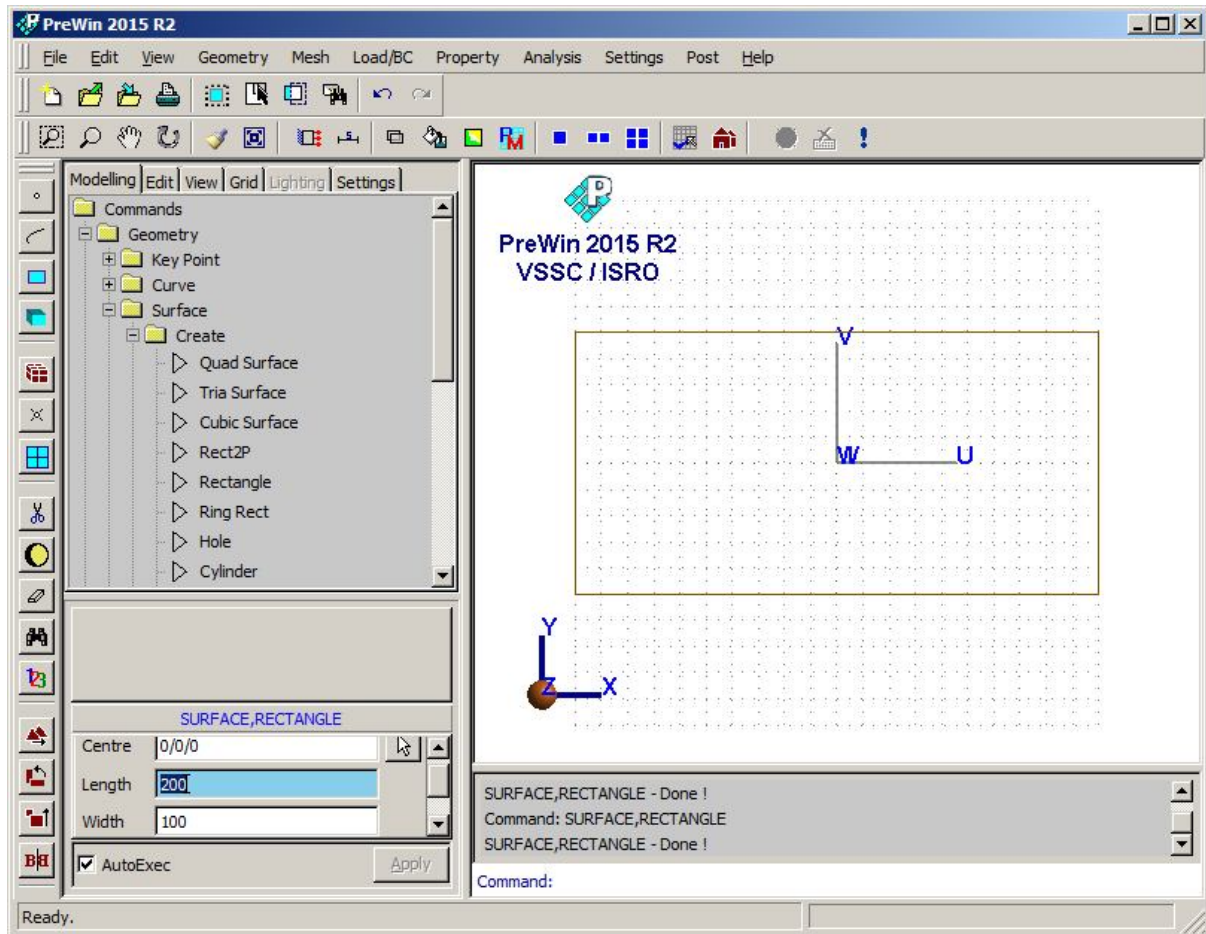 PreWin 2015 R2
File Edit View Geometry Mesh Load/BC Property Analysis Settings Post Help
Modelling Edit View Grid Lighting Settings
Commands
Geometry
Key Point
Curve
Surface
Create
Quad Surface
Tria Surface
Cubic Surface
Rect2P
Rectangle
Ring Rect
Hole
Cylinder
SURFACE,RECTANGLE
Centre 0/0/0
Length 200
Width 100
AutoExec Apply
PreWin 2015 R2
VSSC / ISRO
V
W U
Y
Z X
SURFACE,RECTANGLE - Done !
Command: SURFACE,RECTANGLE
SURFACE,RECTANGLE - Done !
Command:
Ready.